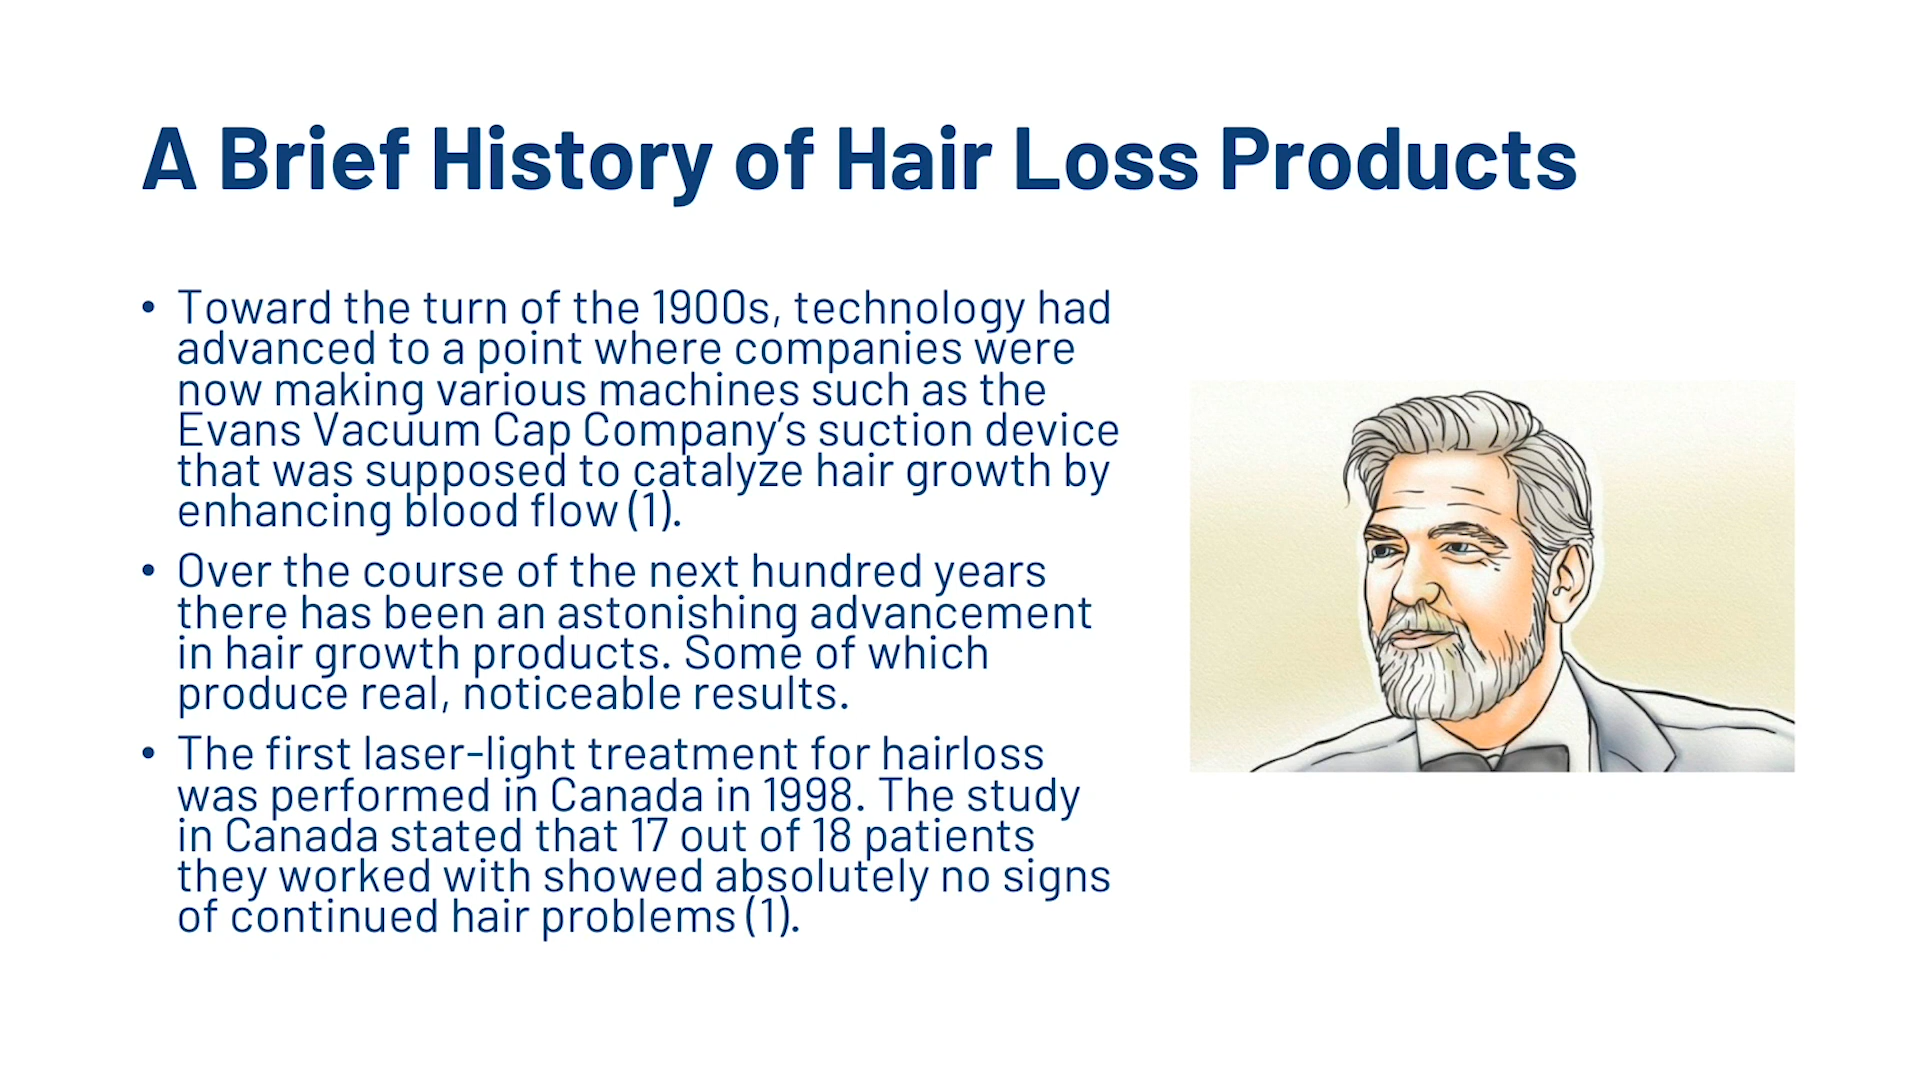 A Brief History of Hair Loss Products
• Toward the turn of the 1900s, technology had
advanced to a point where companies were
now making various machines such as the
Evans Vacuum Cap Company’s suction device
that was supposed to catalyze hair growth by
enhancing blood flow (1).
• Over the course of the next hundred years
there has been an astonishing advancement
in hair growth products. Some of which
produce real, noticeable results.
• The first laser-light treatment for hairloss
was performed in Canada in 1998. The study
in Canada stated that 17 out of 18 patients
they worked with showed absolutely no signs
of continued hair problems (1).